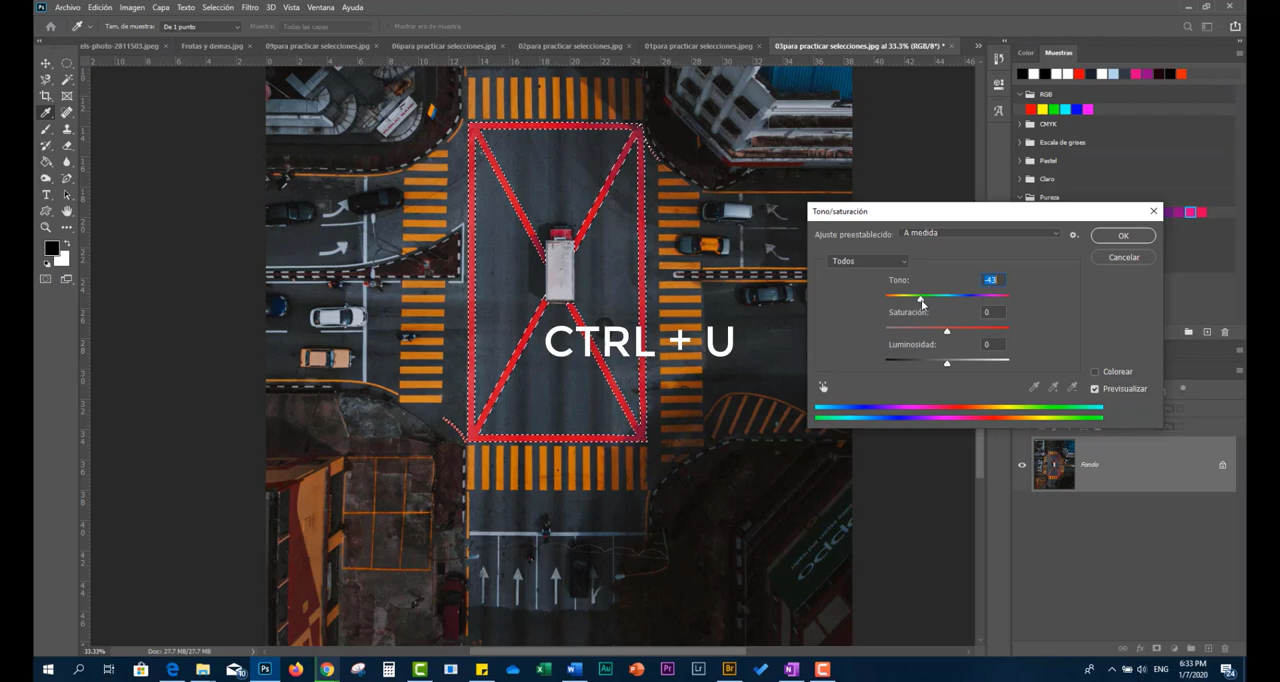 Archivo Edición Imagen Capa Texto Selección Filtro 3D Vista Ventana Ayuda
Tam. de muestra: De 1 punto Muestra: Todas las capas Mostrar aro de muestra
els-photo-2811503.jpeg × Frutas y demas.jpg × 09para practicar selecciones.jpg × 06para practicar selecciones.jpg × 02para practicar selecciones.jpg × 01para practicar selecciones.jpg × 03para practicar selecciones.jpg al 33.3% (RGB/8*) * ×
Color Muestras
RGB
CMYK
Escala de grises
Pastel
Claro
Pureza
Tono/saturación
Ajuste preestablecido: A medida
OK
Cancelar
Todos
Tono: -43
Saturación: 0
Luminosidad: 0
Colorear
Previsualizar
CTRL + U
Fondo
oppo
33.33% Doc: 27.7 MB/27.7 MB
ENG
6:33 PM
1/7/2020
24